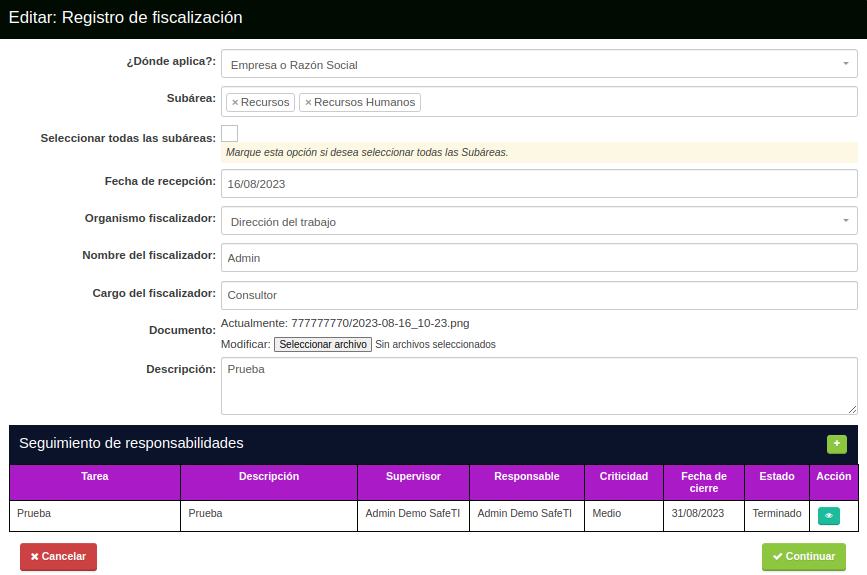 Editar: Registro de fiscalización
¿Dónde aplica?: Empresa o Razón Social
Subárea: × Recursos × Recursos Humanos
Seleccionar todas las subáreas:
Marque esta opción si desea seleccionar todas las Subáreas.
Fecha de recepción: 16/08/2023
Organismo fiscalizador: Dirección del trabajo
Nombre del fiscalizador: Admin
Cargo del fiscalizador: Consultor
Documento: Actualmente: 777777770/2023-08-16_10-23.png
Modificar: Seleccionar archivo Sin archivos seleccionados
Descripción: Prueba
Seguimiento de responsabilidades +
Tarea Descripción Supervisor Responsable Criticidad Fecha de cierre Estado Acción
Prueba Prueba Admin Demo SafeTI Admin Demo SafeTI Medio 31/08/2023 Terminado
× Cancelar ✓ Continuar